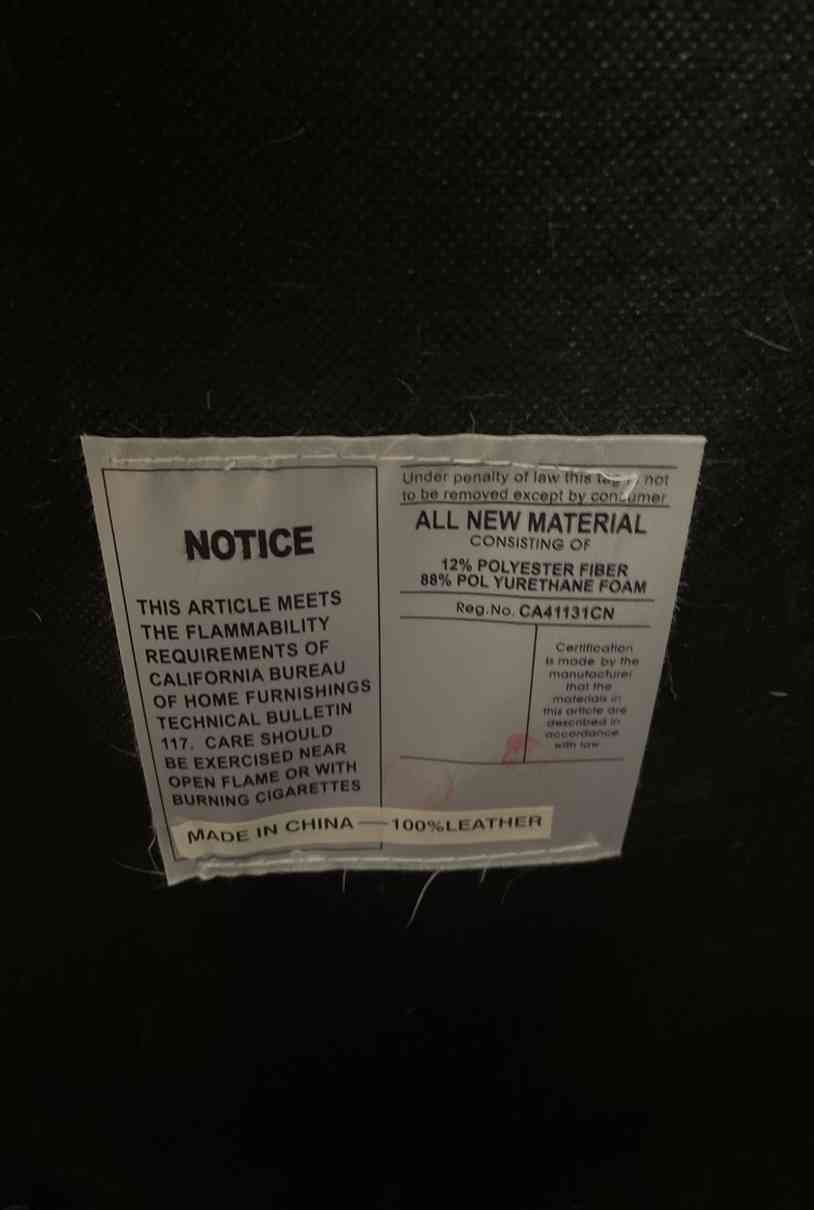 NOTICE
THIS ARTICLE MEETS
THE FLAMMABILITY
REQUIREMENTS OF
CALIFORNIA BUREAU
OF HOME FURNISHINGS
TECHNICAL BULLETIN
117. CARE SHOULD
BE EXERCISED NEAR
OPEN FLAME OR WITH
BURNING CIGARETTES
Under penalty of law this tag not
to be removed except by consumer
ALL NEW MATERIAL
CONSISTING OF
12% POLYESTER FIBER
88% POL YURETHANE FOAM
Reg.No. CA41131CN
Certification
is made by the
manufacturer
that the
materials in
this article are
described in
accordance
with law
MADE IN CHINA — 100%LEATHER